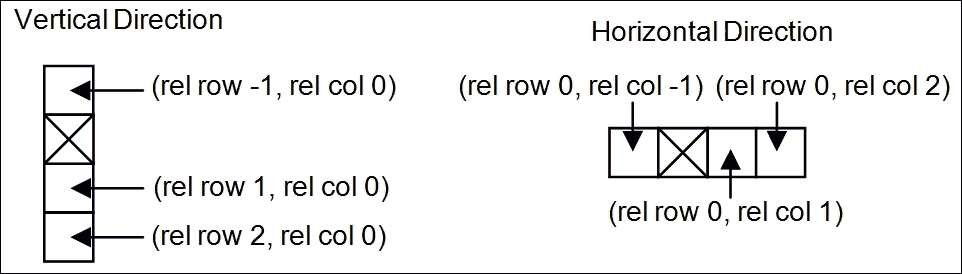 Vertical Direction
(rel row -1, rel col 0)
(rel row 1, rel col 0)
(rel row 2, rel col 0)
Horizontal Direction
(rel row 0, rel col -1) (rel row 0, rel col 2)
(rel row 0, rel col 1)